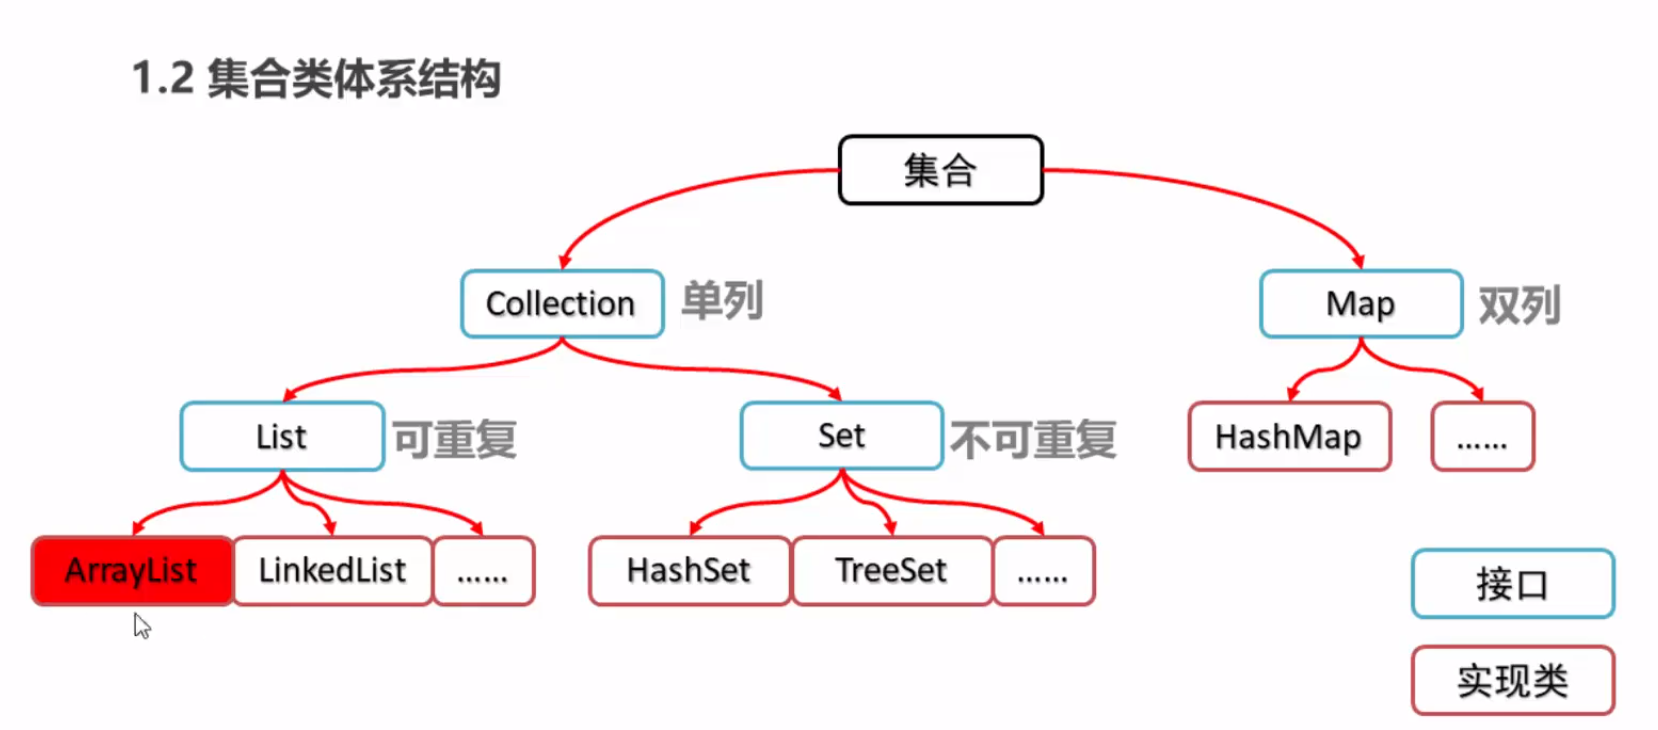 1.2 集合类体系结构
集合
Collection 单列
Map 双列
List 可重复
Set 不可重复
HashMap
......
ArrayList
LinkedList
......
HashSet
TreeSet
......
接口
实现类